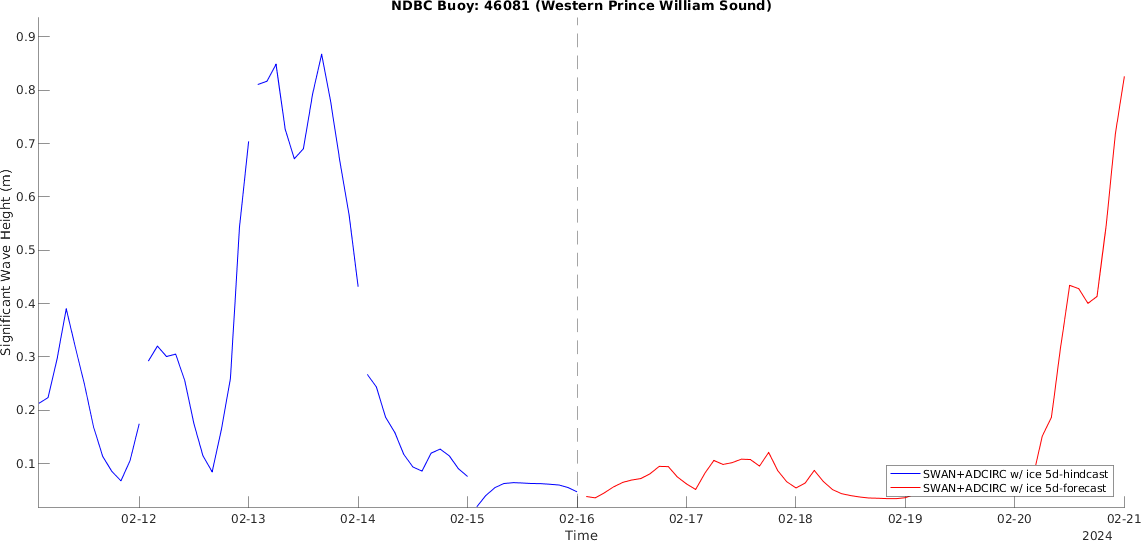 NDBC Buoy: 46081 (Western Prince William Sound)
Significant Wave Height (m)
0.9
0.8
0.7
0.6
0.5
0.4
0.3
0.2
0.1
SWAN+ADCIRC w/ ice 5d-hindcast
SWAN+ADCIRC w/ ice 5d-forecast
02-12 02-13 02-14 02-15 02-16 02-17 02-18 02-19 02-20 02-21
Time
2024